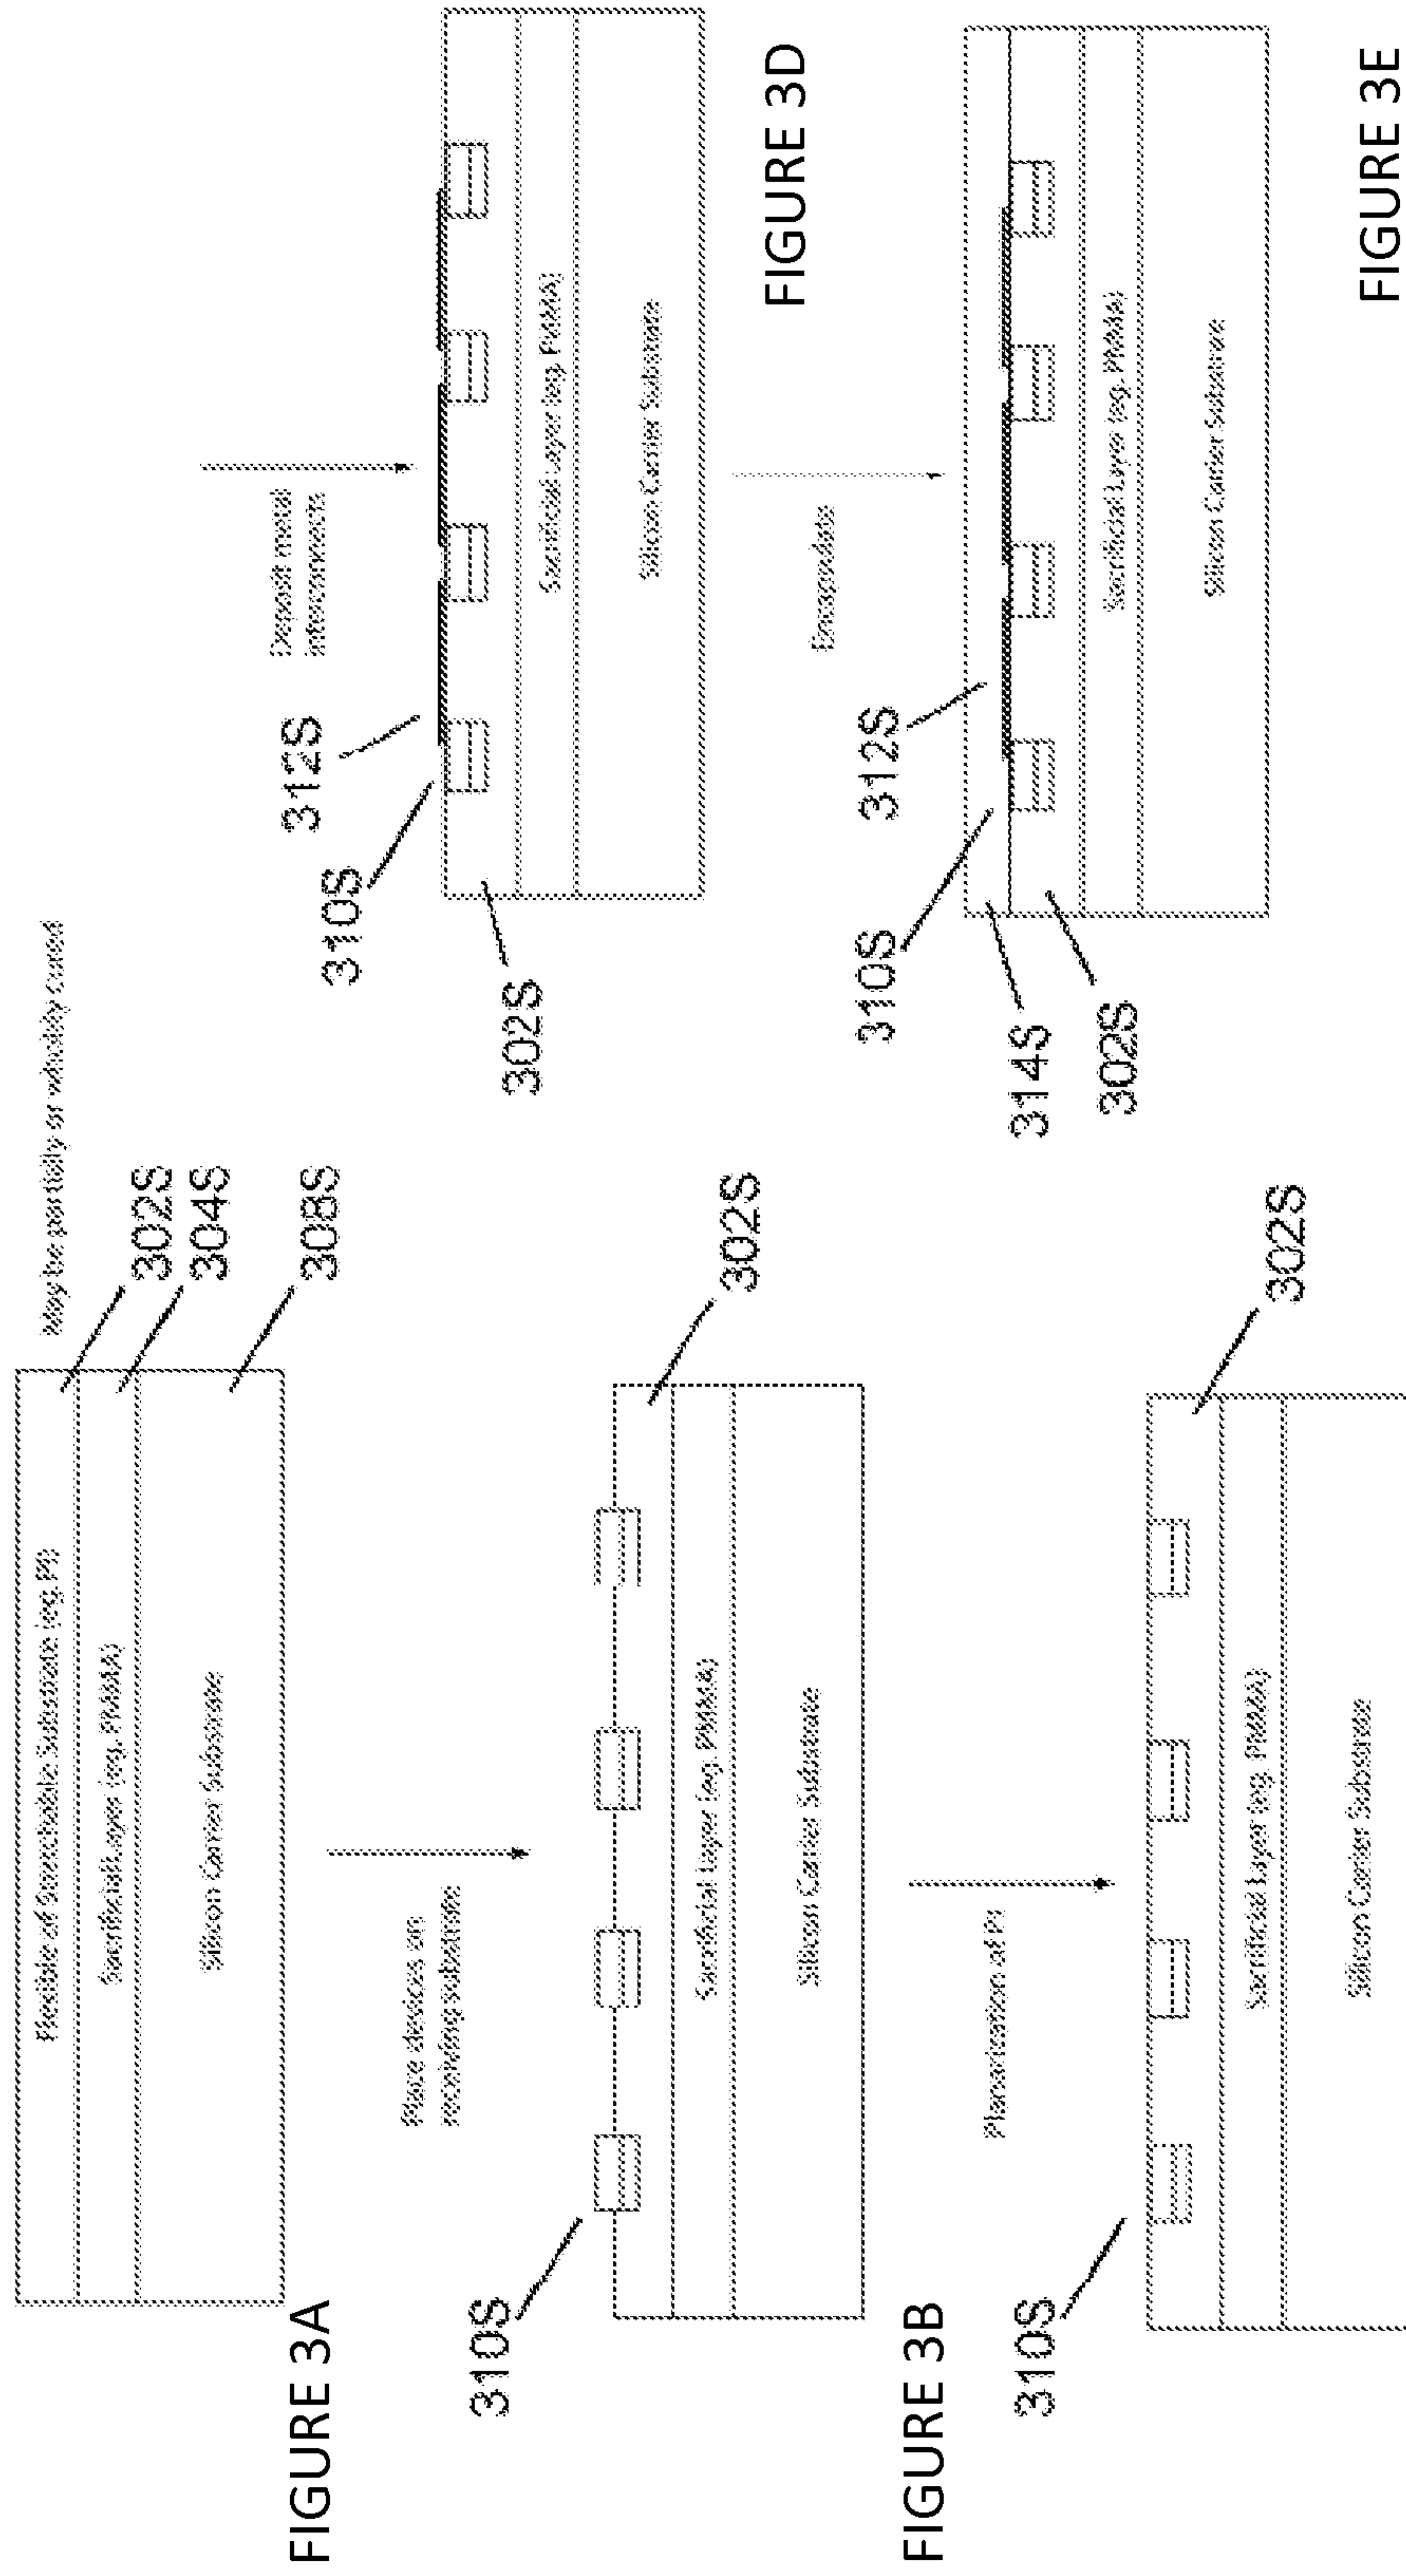 Flexible of Stretchable Substrate (eg. PI)
Sacrificial Layer (eg. PMMA)
Silicon Carrier Substrate
May be partially or wholely cured
302S
304S
308S
FIGURE 3A
Place devices on
receiving substrate
310S
Sacrificial Layer (eg. PMMA)
Silicon Carrier Substrate
302S
FIGURE 3B
Planarization of PI
310S
Sacrificial Layer (eg. PMMA)
Silicon Carrier Substrate
302S
Deposit metal
interconnects
312S
310S
302S
Sacrificial Layer (eg. PMMA)
Silicon Carrier Substrate
FIGURE 3D
Encapsulate
312S
310S
314S
302S
Sacrificial Layer (eg. PMMA)
Silicon Carrier Substrate
FIGURE 3E